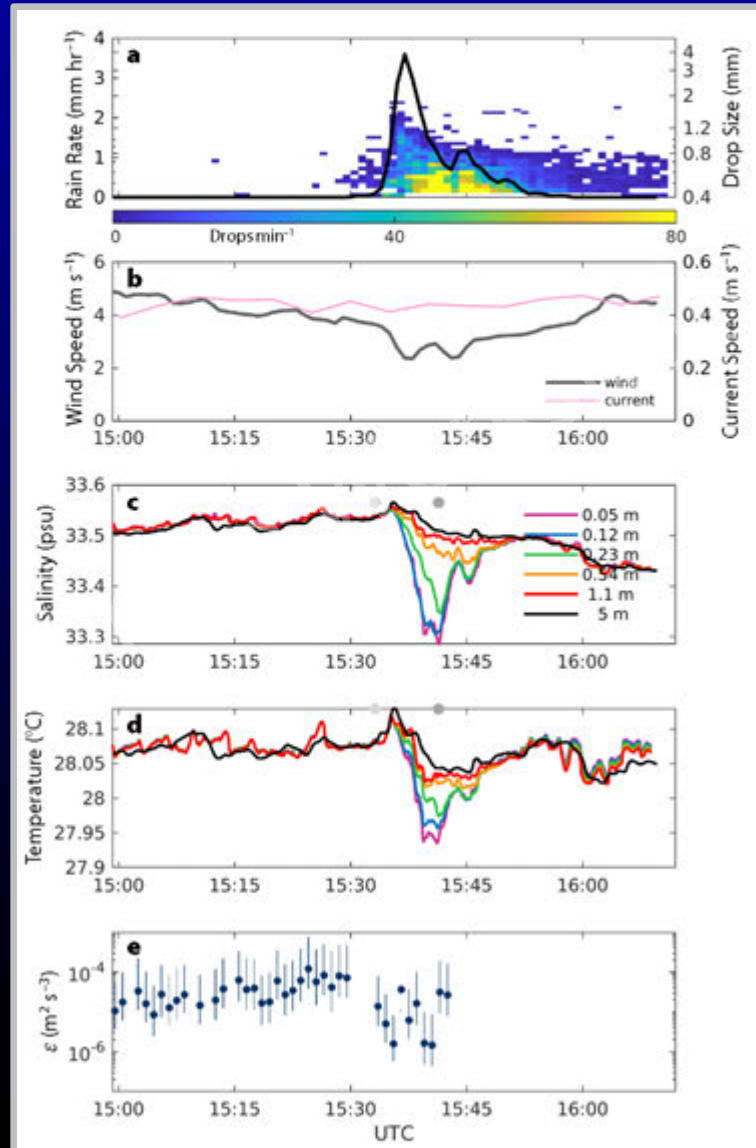 a
Rain Rate (mm hr⁻¹)
4
3
2
1
0
Drop Size (mm)
4
3
2
1.2
0.8
0.4
0 Drops min⁻¹ 40 80
b
Wind Speed (m s⁻¹)
6
4
2
0
Current Speed (m s⁻¹)
0.6
0.4
0.2
0
wind
current
15:00 15:15 15:30 15:45 16:00
c
Salinity (psu)
33.6
33.5
33.4
33.3
0.05 m
0.12 m
0.23 m
0.54 m
1.1 m
5 m
15:00 15:15 15:30 15:45 16:00
d
Temperature (°C)
28.1
28.05
28
27.95
27.9
15:00 15:15 15:30 15:45 16:00
e
ε (m² s⁻³)
10⁻⁴
10⁻⁶
15:00 15:15 15:30 15:45 16:00
UTC